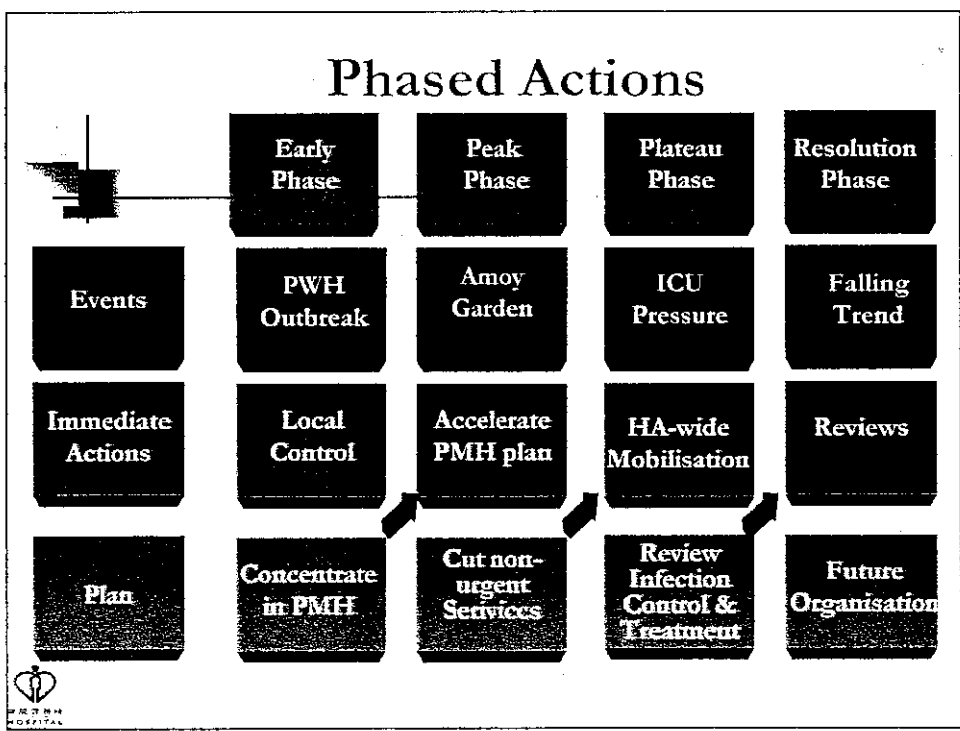 Phased Actions
Early
Phase
Peak
Phase
Plateau
Phase
Resolution
Phase
Events
PWH
Outbreak
Amoy
Garden
ICU
Pressure
Falling
Trend
Immediate
Actions
Local
Control
Accelerate
PMH plan
HA-wide
Mobilisation
Reviews
Plan
Concentrate
in PMH
Cut non-
urgent
Serivices
Review
Infection
Control &
Treatment
Future
Organisation
HOSPITAL